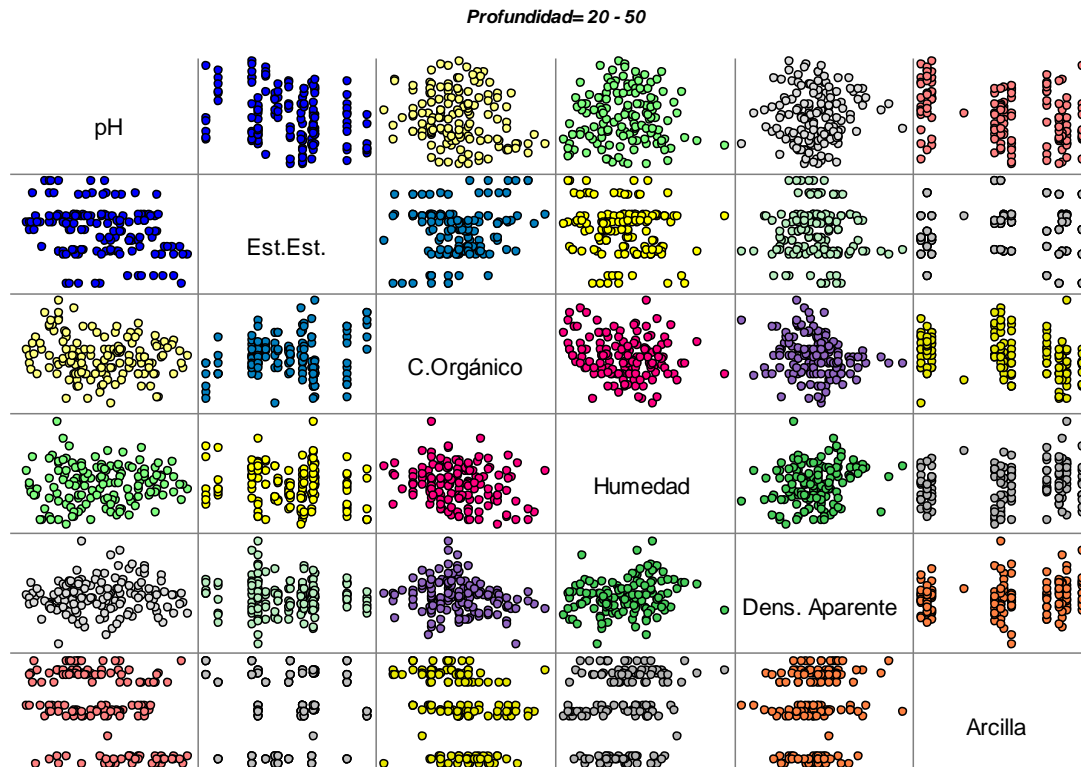 Profundidad= 20 - 50
pH
Est.Est.
C.Orgánico
Humedad
Dens. Aparente
Arcilla